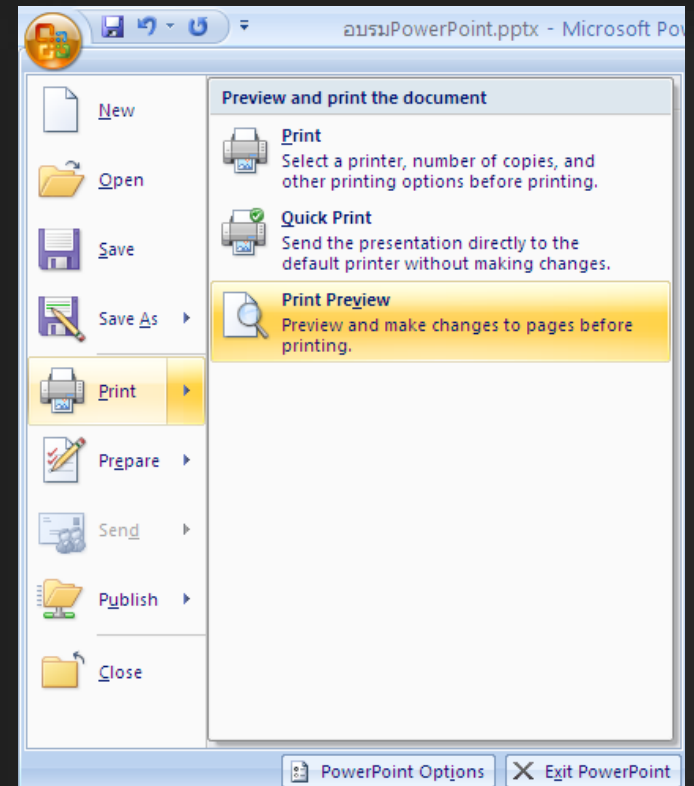 อบรมPowerPoint.pptx - Microsoft Po
New
Open
Save
Save As
Print
Prepare
Send
Publish
Close
Preview and print the document
Print
Select a printer, number of copies, and
other printing options before printing.
Quick Print
Send the presentation directly to the
default printer without making changes.
Print Preview
Preview and make changes to pages before
printing.
PowerPoint Options
Exit PowerPoint